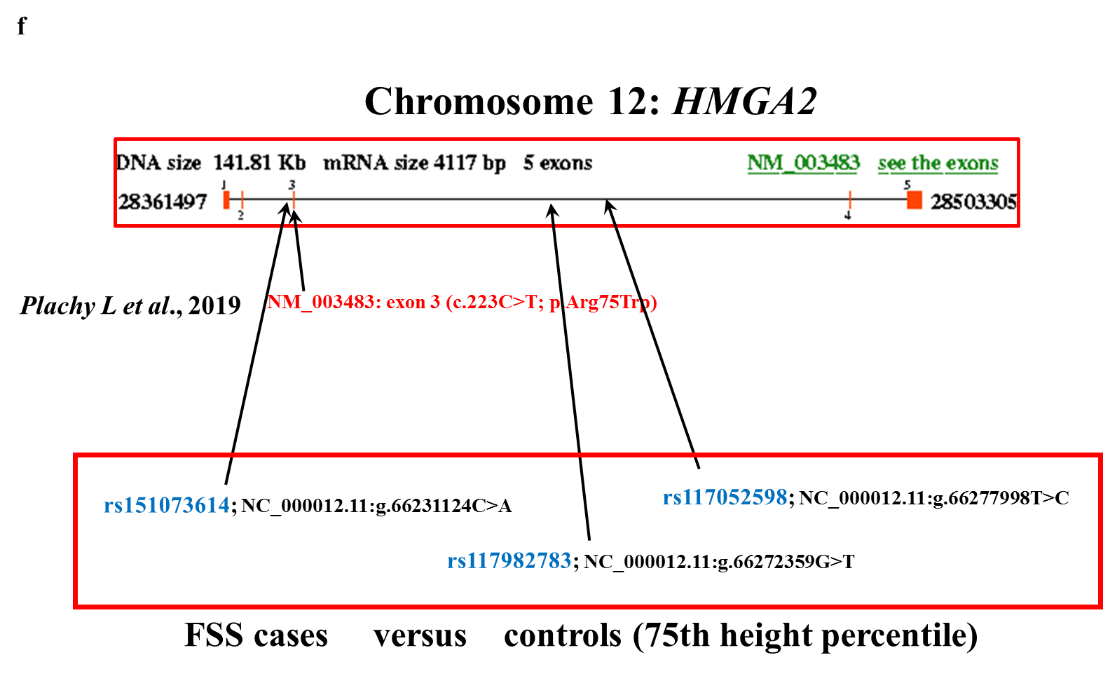 f
Chromosome 12: HMGA2
DNA size 141.81 Kb mRNA size 4117 bp 5 exons NM_003483 see the exons
1 3 5
28361497 28503305
2 4
Plachy L et al., 2019 NM_003483: exon 3 (c.223C>T; p.Arg75Trp)
rs151073614; NC_000012.11:g.66231124C>A
rs117052598; NC_000012.11:g.66277998T>C
rs117982783; NC_000012.11:g.66272359G>T
FSS cases versus controls (75th height percentile)